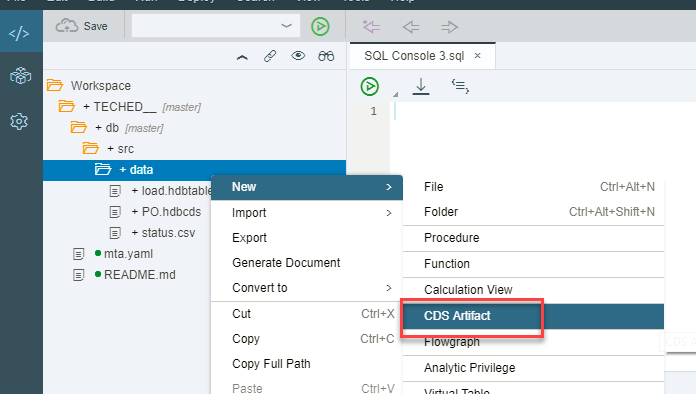 Save
SQL Console 3.sql ×
</>
1
Workspace
+ TECHED__ [master]
+ db [master]
+ src
+ data
+ load.hdbtable
+ PO.hdbcds
+ status.csv
mta.yaml
README.md
New >
Import >
Export
Generate Document
Convert to >
Cut Ctrl+X
Copy Ctrl+C
Copy Full Path
Paste Ctrl+V
File Ctrl+Alt+N
Folder Ctrl+Alt+Shift+N
Procedure
Function
Calculation View
CDS Artifact
Flowgraph
Analytic Privilege
Virtual Table
CDS A